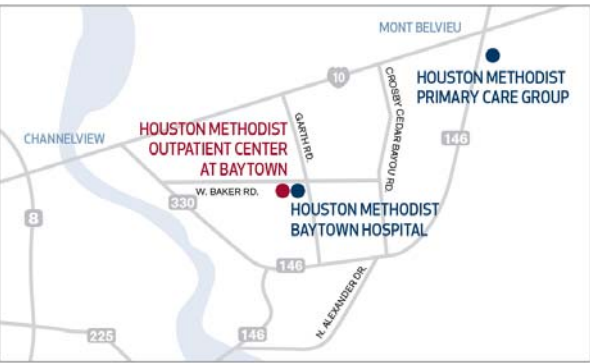 MONT BELVIEU
HOUSTON METHODIST
PRIMARY CARE GROUP
10
CROSBY CEDAR BAYOU RD.
146
CHANNELVIEW
HOUSTON METHODIST
OUTPATIENT CENTER
AT BAYTOWN
GARTH RD.
W. BAKER RD.
330
8
HOUSTON METHODIST
BAYTOWN HOSPITAL
146
N. ALEXANDER DR.
225
146